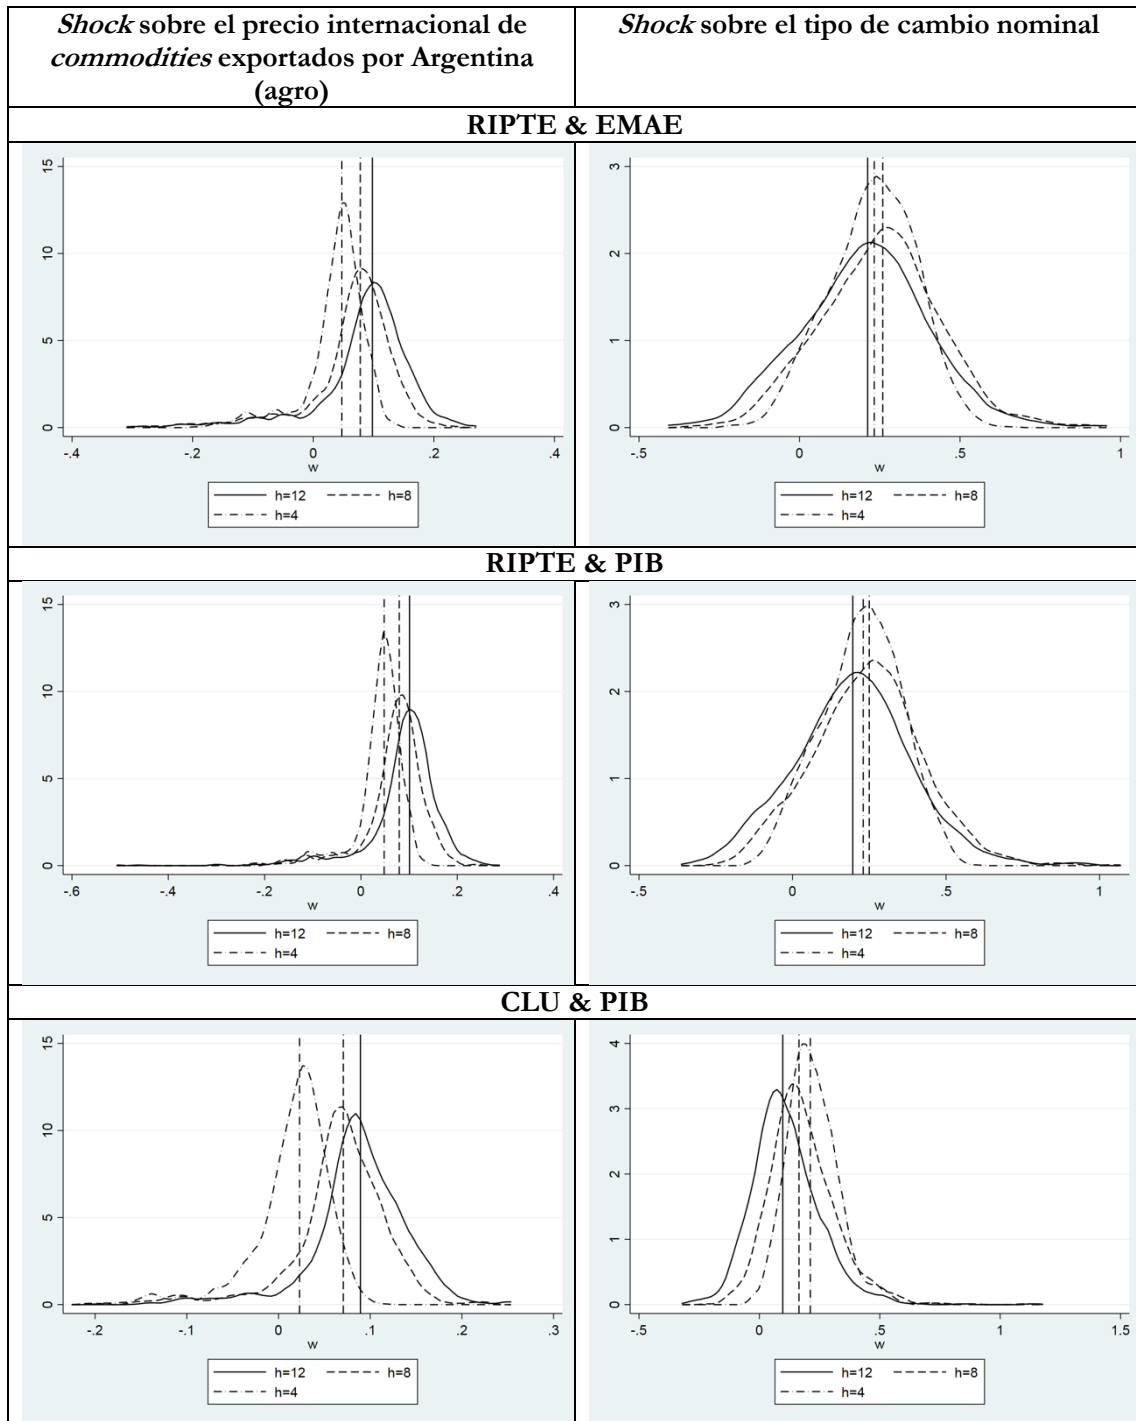 Shock sobre el precio internacional de
commodities exportados por Argentina
(agro)
Shock sobre el tipo de cambio nominal
RIPTE & EMAE
15
10
5
0
-.4
-.2
0
.2
.4
w
h=12
h=8
h=4
3
2
1
0
-.5
0
.5
1
w
h=12
h=8
h=4
RIPTE & PIB
15
10
5
0
-.6
-.4
-.2
0
.2
.4
w
h=12
h=8
h=4
3
2
1
0
-.5
0
.5
1
w
h=12
h=8
h=4
CLU & PIB
15
10
5
0
-.2
-.1
0
.1
.2
.3
w
h=12
h=8
h=4
4
3
2
1
0
-.5
0
.5
1
1.5
w
h=12
h=8
h=4